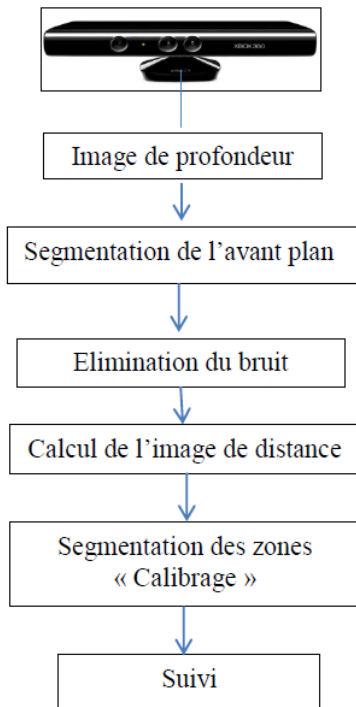 XBOX 360
Image de profondeur
Segmentation de l’avant plan
Elimination du bruit
Calcul de l’image de distance
Segmentation des zones
« Calibrage »
Suivi